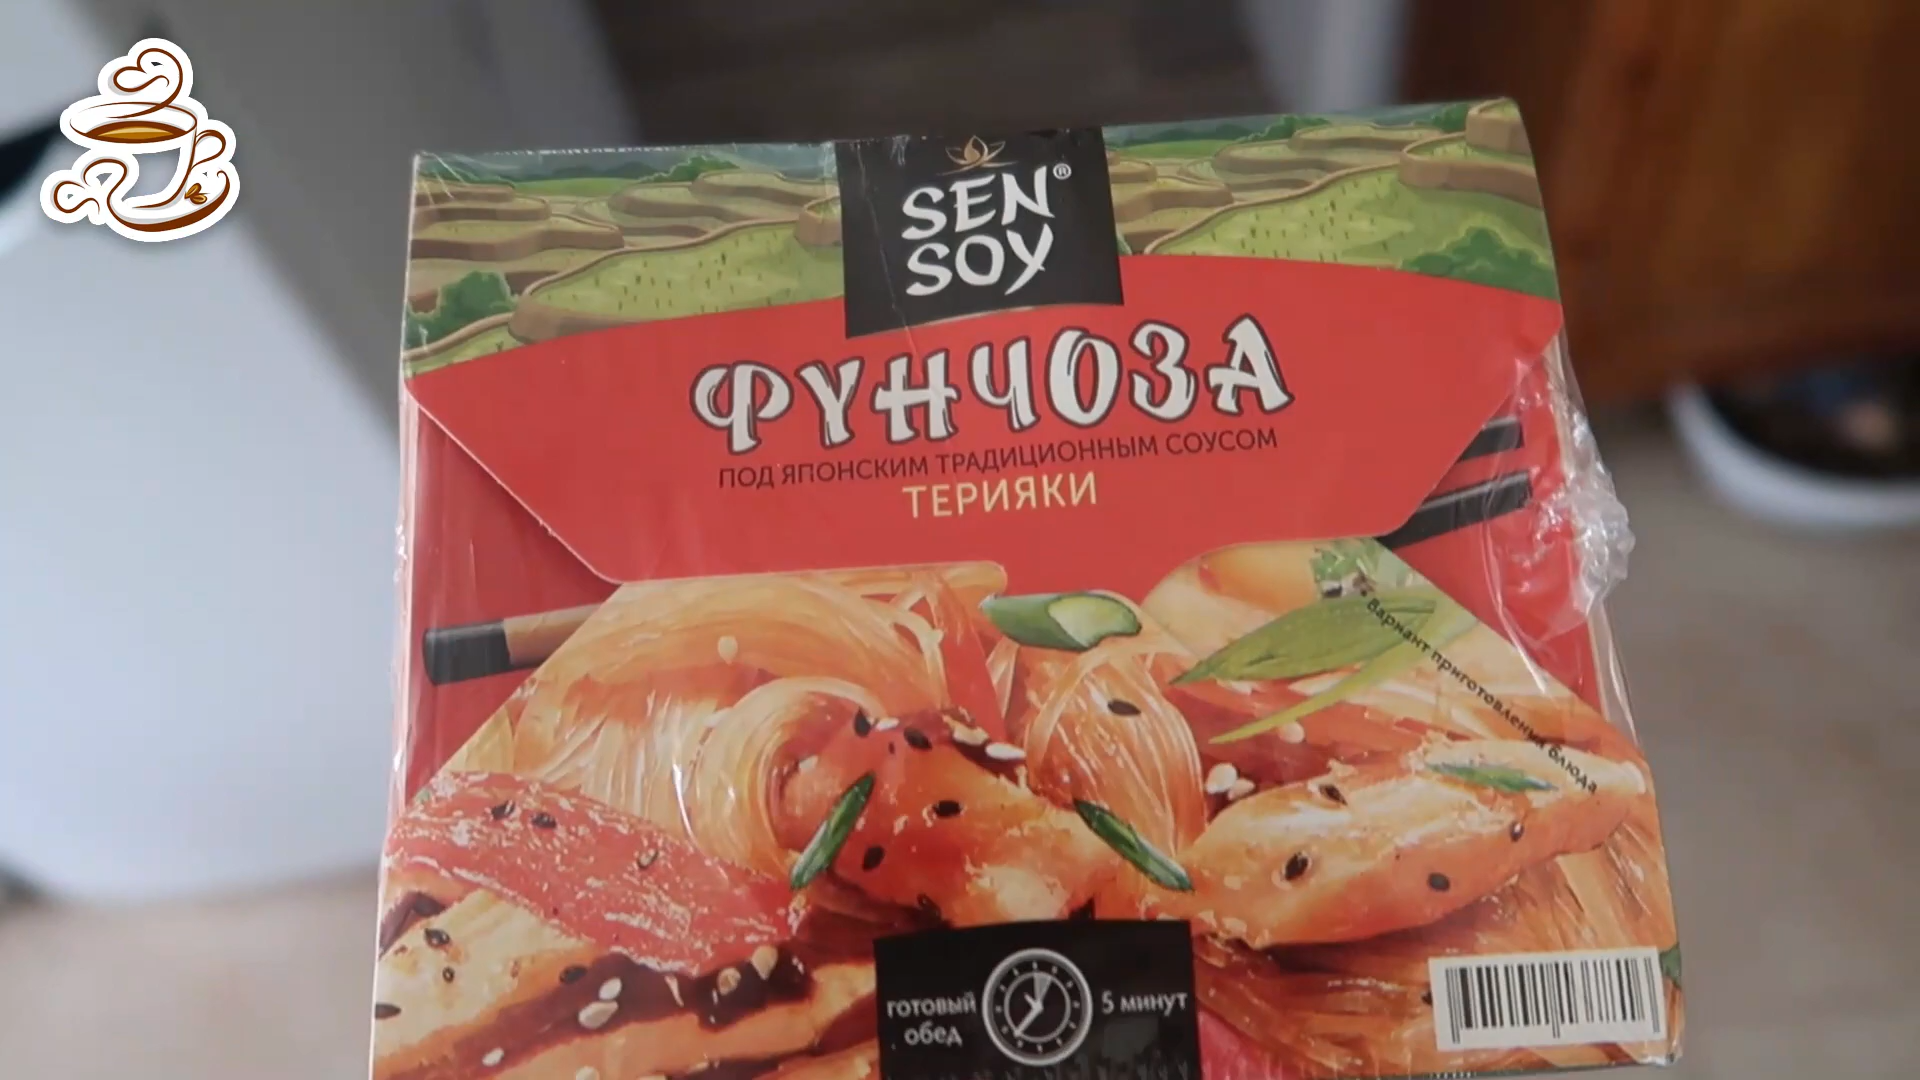 SEN
SOY®
ФУНЧОЗА
ПОД ЯПОНСКИМ ТРАДИЦИОННЫМ СОУСОМ
ТЕРИЯКИ
Вариант приготовления блюда
готовый
обед
5 минут